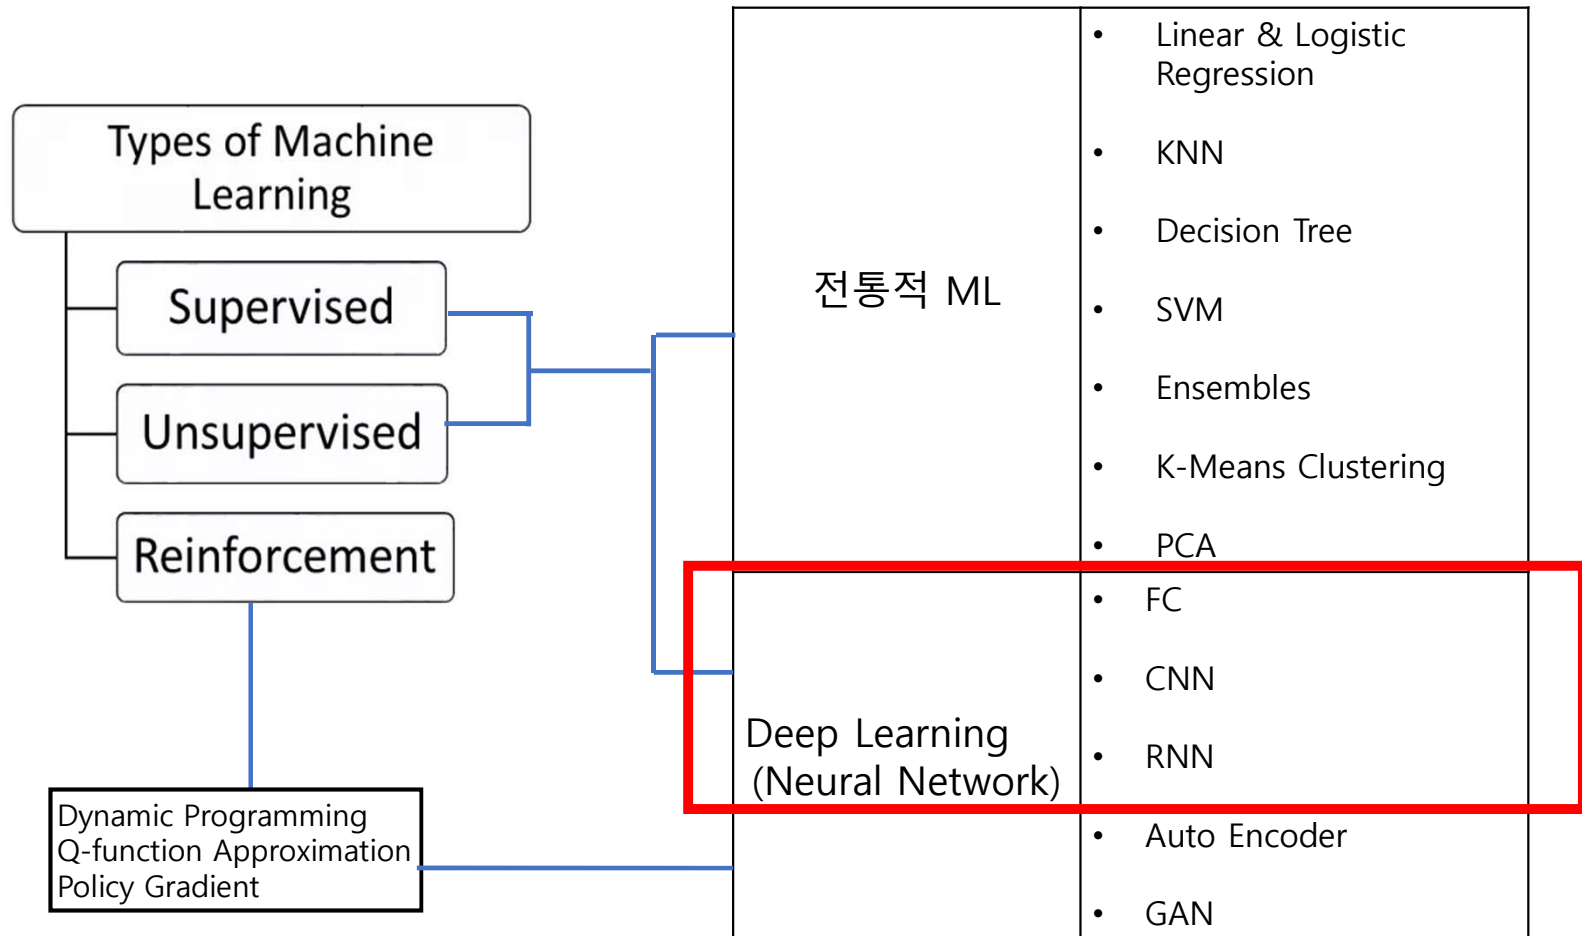 Types of Machine
Learning
Supervised
Unsupervised
Reinforcement
Dynamic Programming
Q-function Approximation
Policy Gradient
전통적 ML
• Linear & Logistic
Regression
• KNN
• Decision Tree
• SVM
• Ensembles
• K-Means Clustering
• PCA
Deep Learning
(Neural Network)
• FC
• CNN
• RNN
• Auto Encoder
• GAN